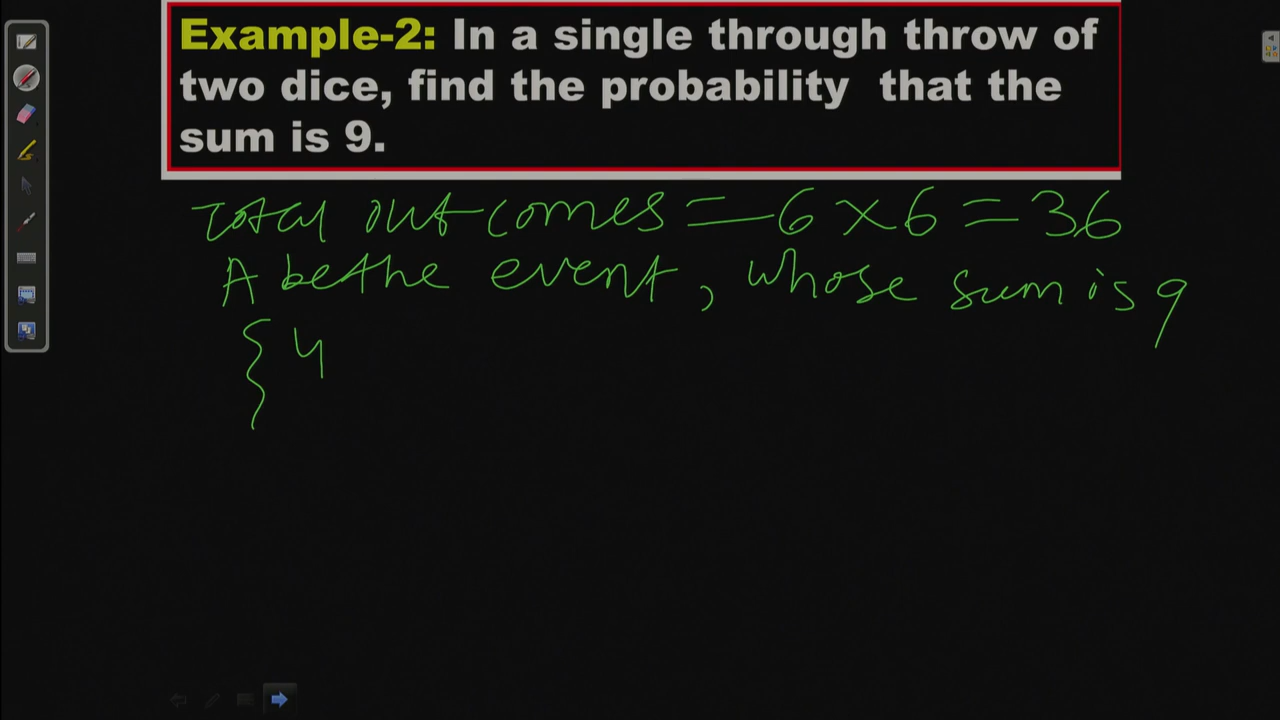 Example-2: In a single through throw of
two dice, find the probability that the
sum is 9.
Total outcomes = 6 × 6 = 36
A be the event, whose sum is 9
{ 4